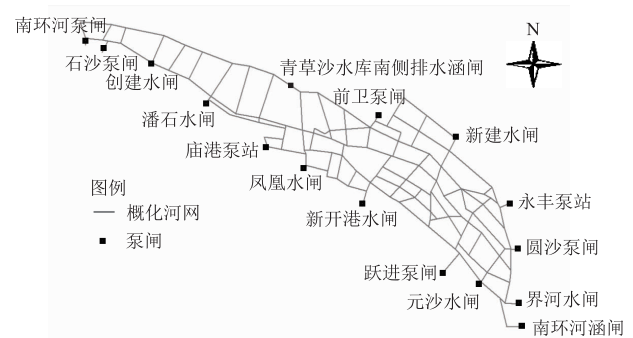 南环河泵闸
N
石沙泵闸
创建水闸
青草沙水库南侧排水涵闸
前卫泵闸
潘石水闸
新建水闸
庙港泵站
凤凰水闸
图例
概化河网
泵闸
新开港水闸
永丰泵站
圆沙泵闸
跃进泵闸
元沙水闸
界河水闸
南环河涵闸